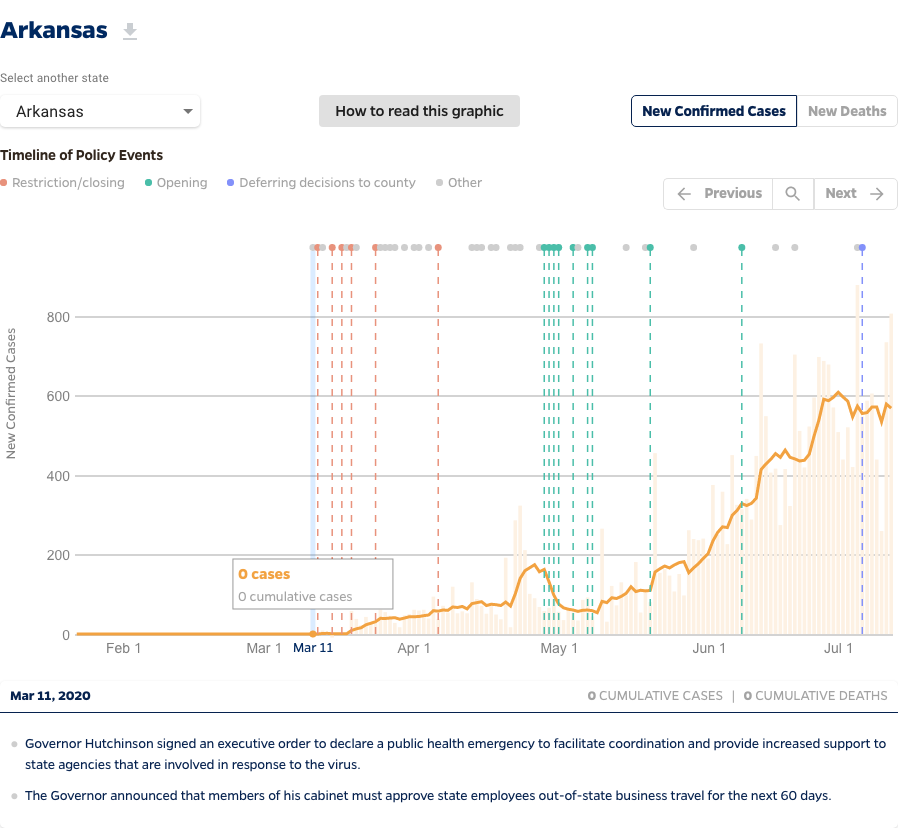 Arkansas
Select another state
Arkansas
How to read this graphic
New Confirmed Cases
New Deaths
Timeline of Policy Events
Restriction/closing
Opening
Deferring decisions to county
Other
Previous
Next
New Confirmed Cases
800
600
400
200
0
0 cases
0 cumulative cases
Feb 1
Mar 1
Mar 11
Apr 1
May 1
Jun 1
Jul 1
Mar 11, 2020
0 CUMULATIVE CASES | 0 CUMULATIVE DEATHS
Governor Hutchinson signed an executive order to declare a public health emergency to facilitate coordination and provide increased support to
state agencies that are involved in response to the virus.
The Governor announced that members of his cabinet must approve state employees out-of-state business travel for the next 60 days.